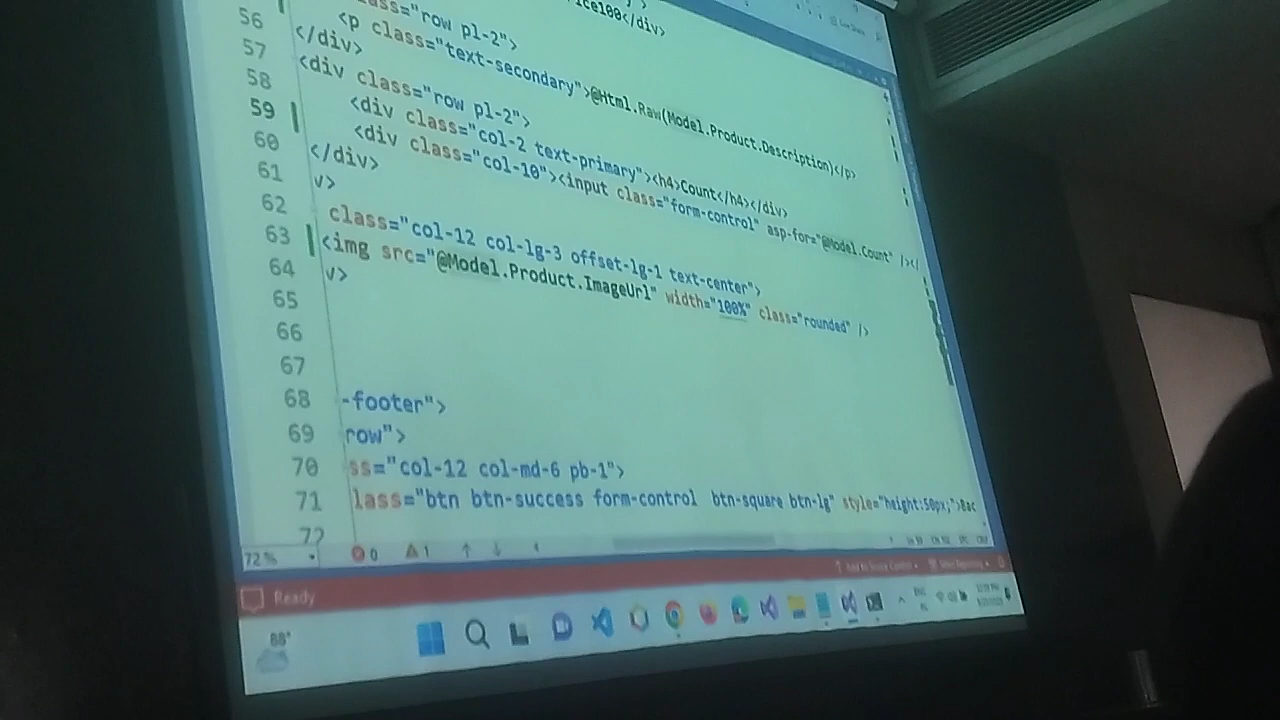 ice100</div>
56 class="row pl-2">
57 <p class="text-secondary">@Html.Raw(Model.Product.Description)</p>
58 </div>
59 <div class="row pl-2">
60 <div class="col-2 text-primary"><h4>Count</h4></div>
61 <div class="col-10"><input class="form-control" asp-for="@Model.Count" /></
62 </div>
63 v>
64 class="col-12 col-lg-3 offset-lg-1 text-center">
65 <img src="@Model.Product.ImageUrl" width="100%" class="rounded" />
66 v>
67
68 -footer">
69 row">
70 ss="col-12 col-md-6 pb-1">
71 lass="btn btn-success form-control btn-square btn-lg" style="height:50px;">Bac
72
72% 0 1
Ready
88°